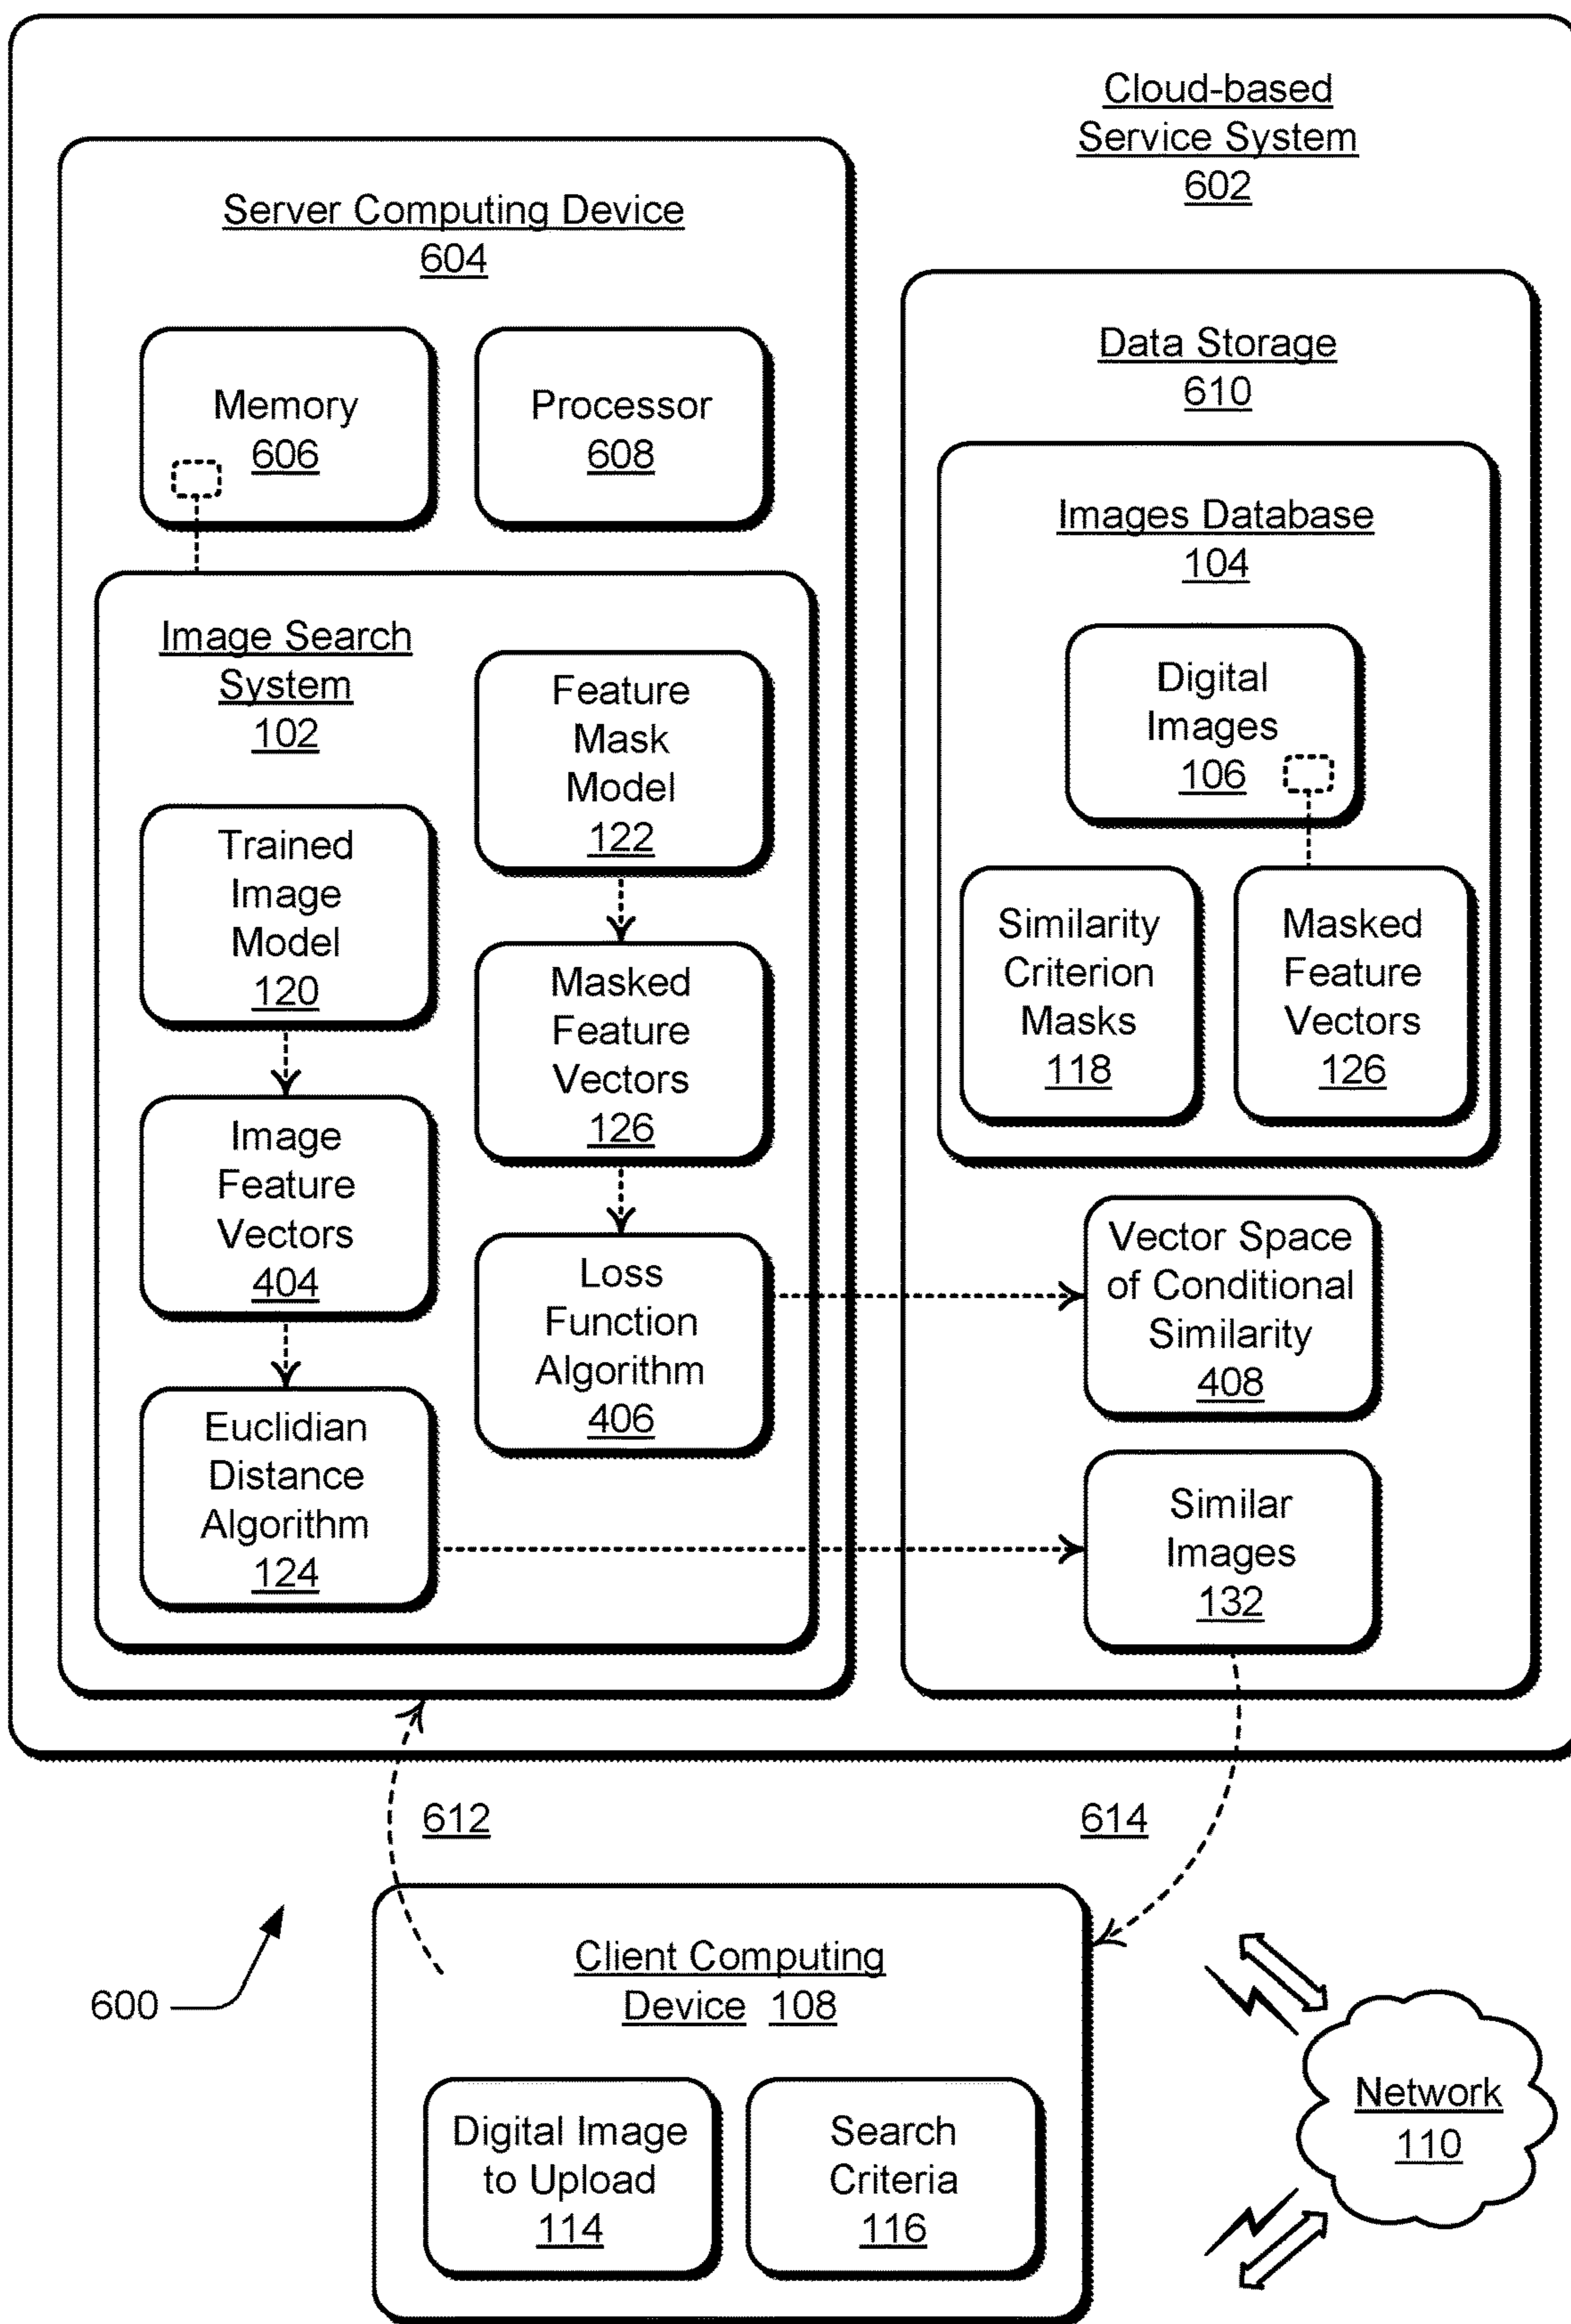 Cloud-based
Service System
602
Server Computing Device
604
Memory
606
Processor
608
Image Search
System
102
Feature
Mask
Model
122
Trained
Image
Model
120
Masked
Feature
Vectors
126
Image
Feature
Vectors
404
Loss
Function
Algorithm
406
Euclidian
Distance
Algorithm
124
Data Storage
610
Images Database
104
Digital
Images
106
Similarity
Criterion
Masks
118
Masked
Feature
Vectors
126
Vector Space
of Conditional
Similarity
408
Similar
Images
132
612
614
600
Client Computing
Device 108
Digital Image
to Upload
114
Search
Criteria
116
Network
110